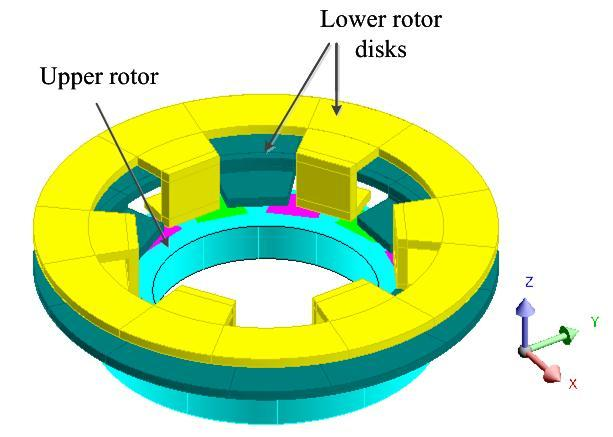 Lower rotor
disks
Upper rotor
Z
Y
X